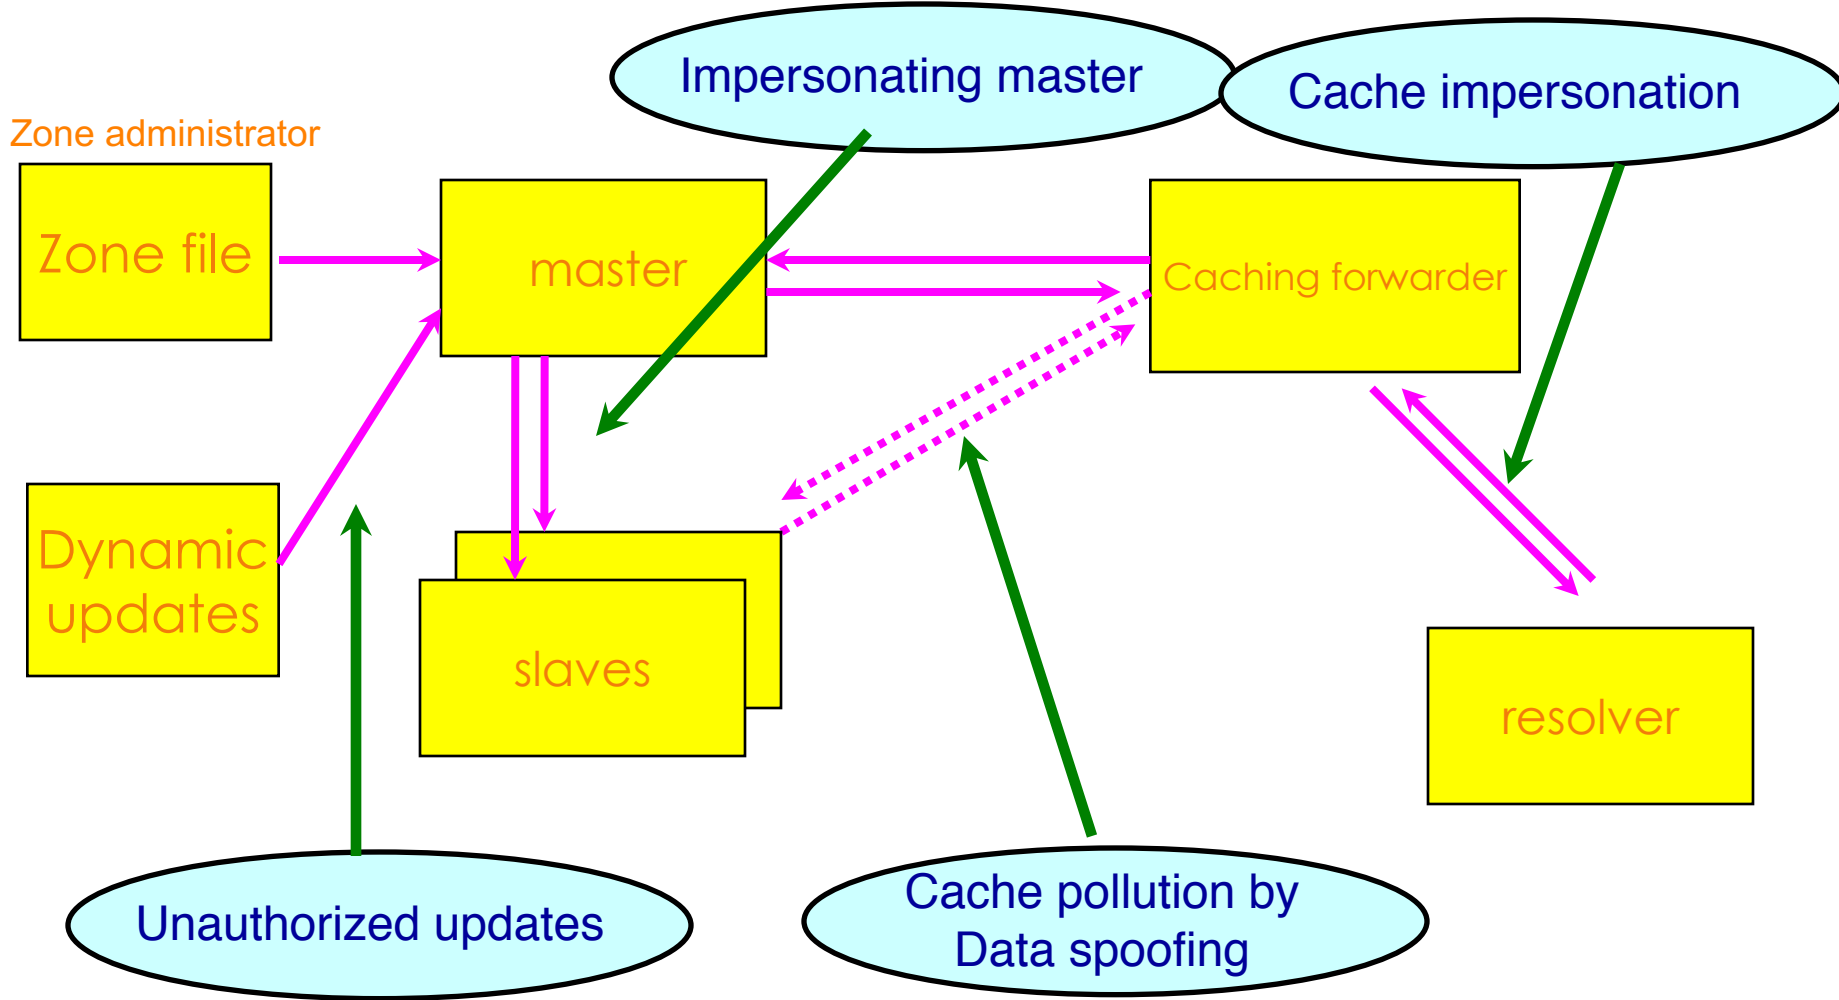 Impersonating master
Cache impersonation
Zone administrator
Zone file
master
Caching forwarder
Dynamic
updates
slaves
resolver
Unauthorized updates
Cache pollution by
Data spoofing